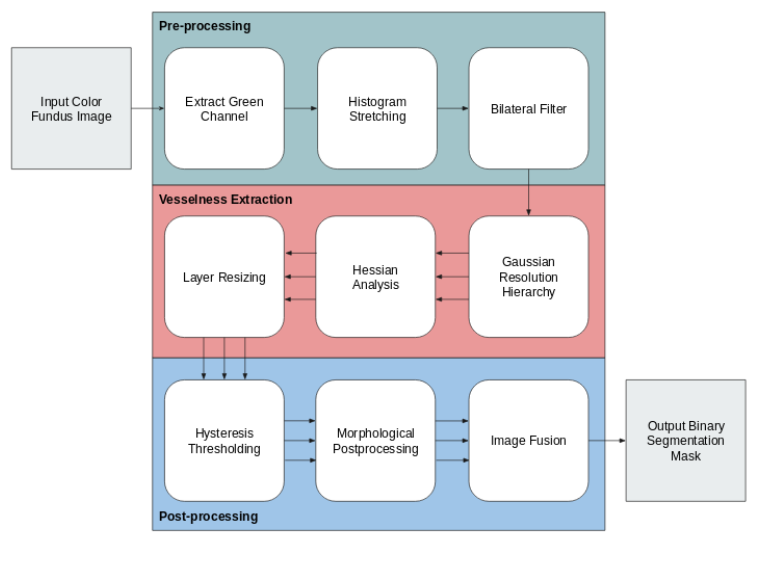 Pre-processing
Input Color
Fundus Image
Extract Green
Channel
Histogram
Stretching
Bilateral Filter
Vesselness Extraction
Layer Resizing
Hessian
Analysis
Gaussian
Resolution
Hierarchy
Hysteresis
Thresholding
Morphological
Postprocessing
Image Fusion
Output Binary
Segmentation
Mask
Post-processing